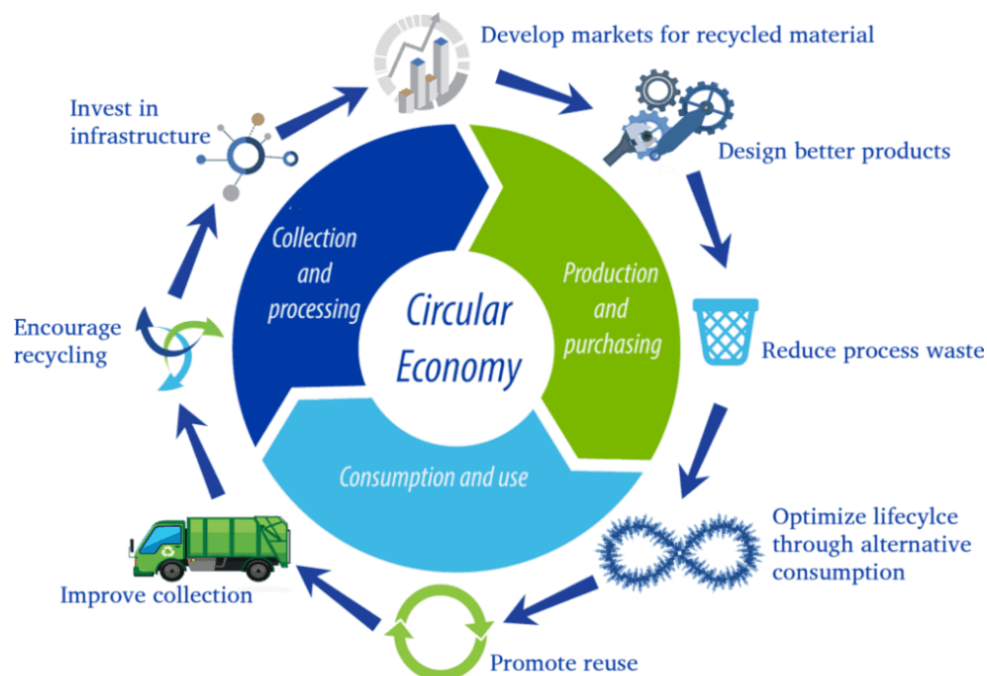 Develop markets for recycled material
Invest in
infrastructure
Design better products
Collection
and
processing
Production
and
purchasing
Circular
Economy
Encourage
recycling
Reduce process waste
Consumption and use
Optimize lifecylce
through alternative
consumption
Improve collection
Promote reuse